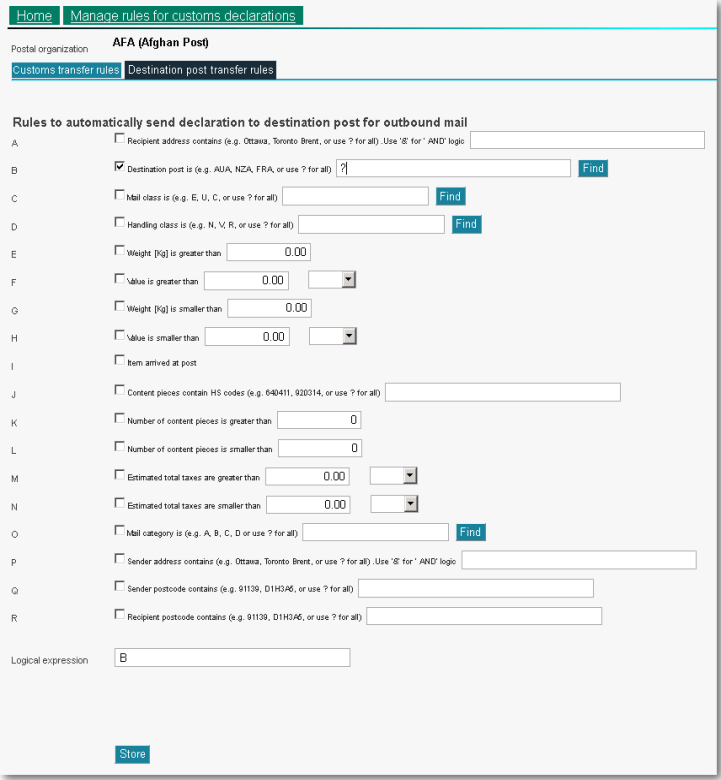 Home Manage rules for customs declarations
Postal organization AFA (Afghan Post)
Customs transfer rules Destination post transfer rules
Rules to automatically send declaration to destination post for outbound mail
A Recipient address contains (e.g. Ottawa, Toronto Brent, or use ? for all) .Use '&' for ' AND' logic
B Destination post is (e.g. AUA, NZA, FRA, or use ? for all) ? Find
C Mail class is (e.g. E, U, C, or use ? for all) Find
D Handling class is (e.g. N, V, R, or use ? for all) Find
E Weight [Kg] is greater than 0.00
F Value is greater than 0.00
G Weight [Kg] is smaller than 0.00
H Value is smaller than 0.00
I Item arrived at post
J Content pieces contain HS codes (e.g. 640411, 920314, or use ? for all)
K Number of content pieces is greater than 0
L Number of content pieces is smaller than 0
M Estimated total taxes are greater than 0.00
N Estimated total taxes are smaller than 0.00
O Mail category is (e.g. A, B, C, D or use ? for all) Find
P Sender address contains (e.g. Ottawa, Toronto Brent, or use ? for all) .Use '&' for ' AND' logic
Q Sender postcode contains (e.g. 91139, D1H3A6, or use ? for all)
R Recipient postcode contains (e.g. 91139, D1H3A6, or use ? for all)
Logical expression B
Store